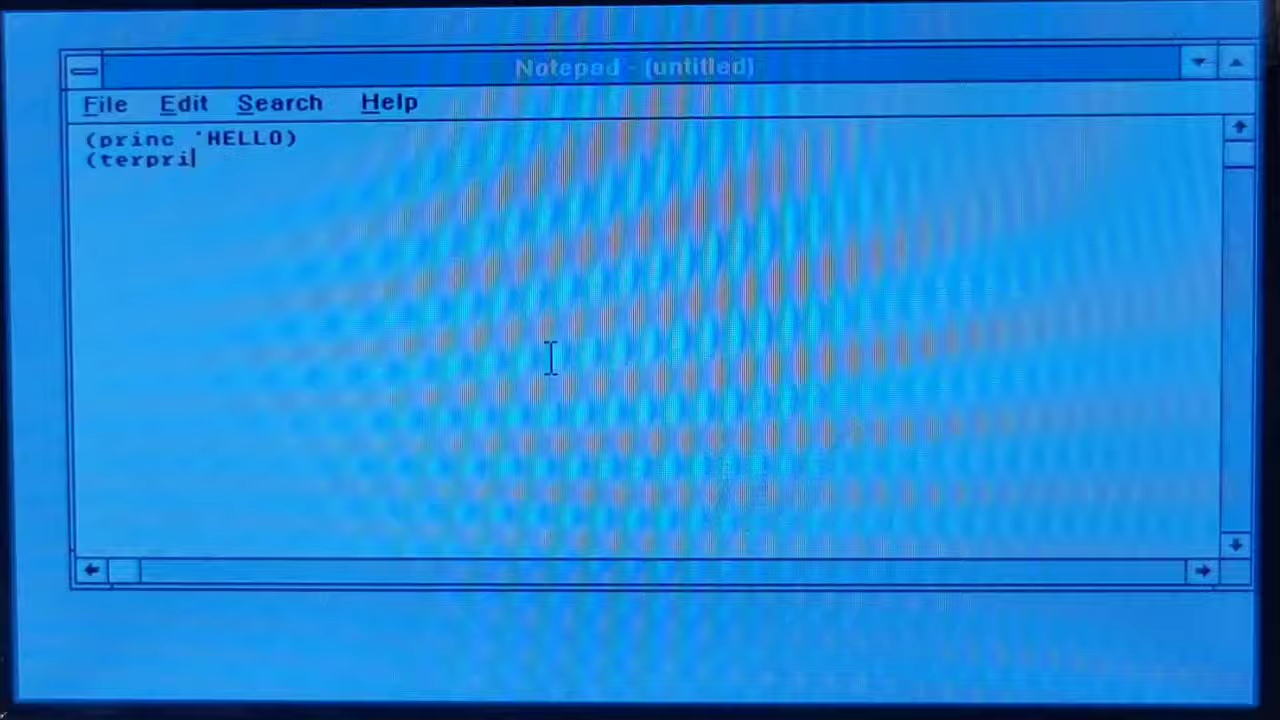 Notepad - (untitled)
File Edit Search Help
(princ 'HELLO)
(terpri